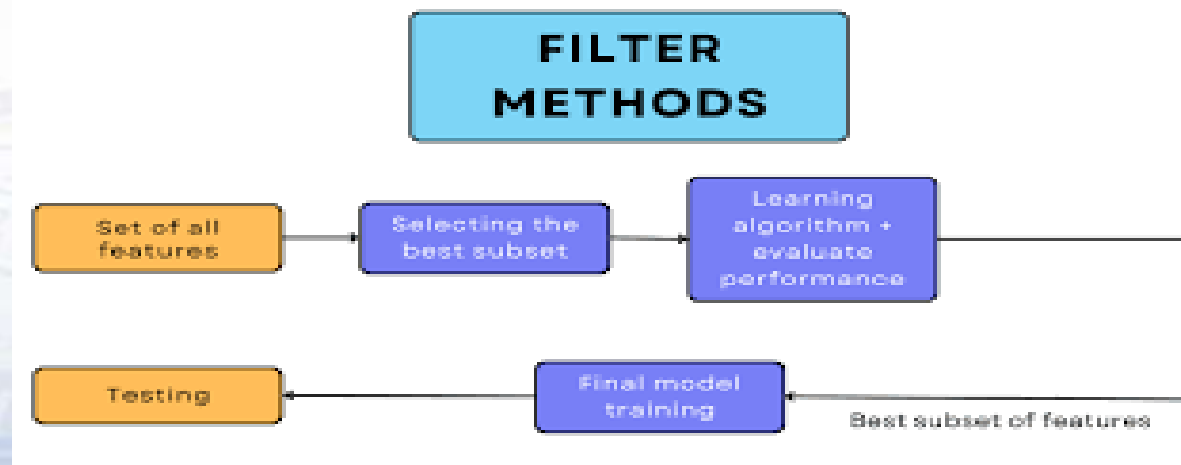 FILTER
METHODS
Set of all
features
Selecting the
best subset
Learning
algorithm +
evaluate
performance
Testing
Final model
training
Best subset of features